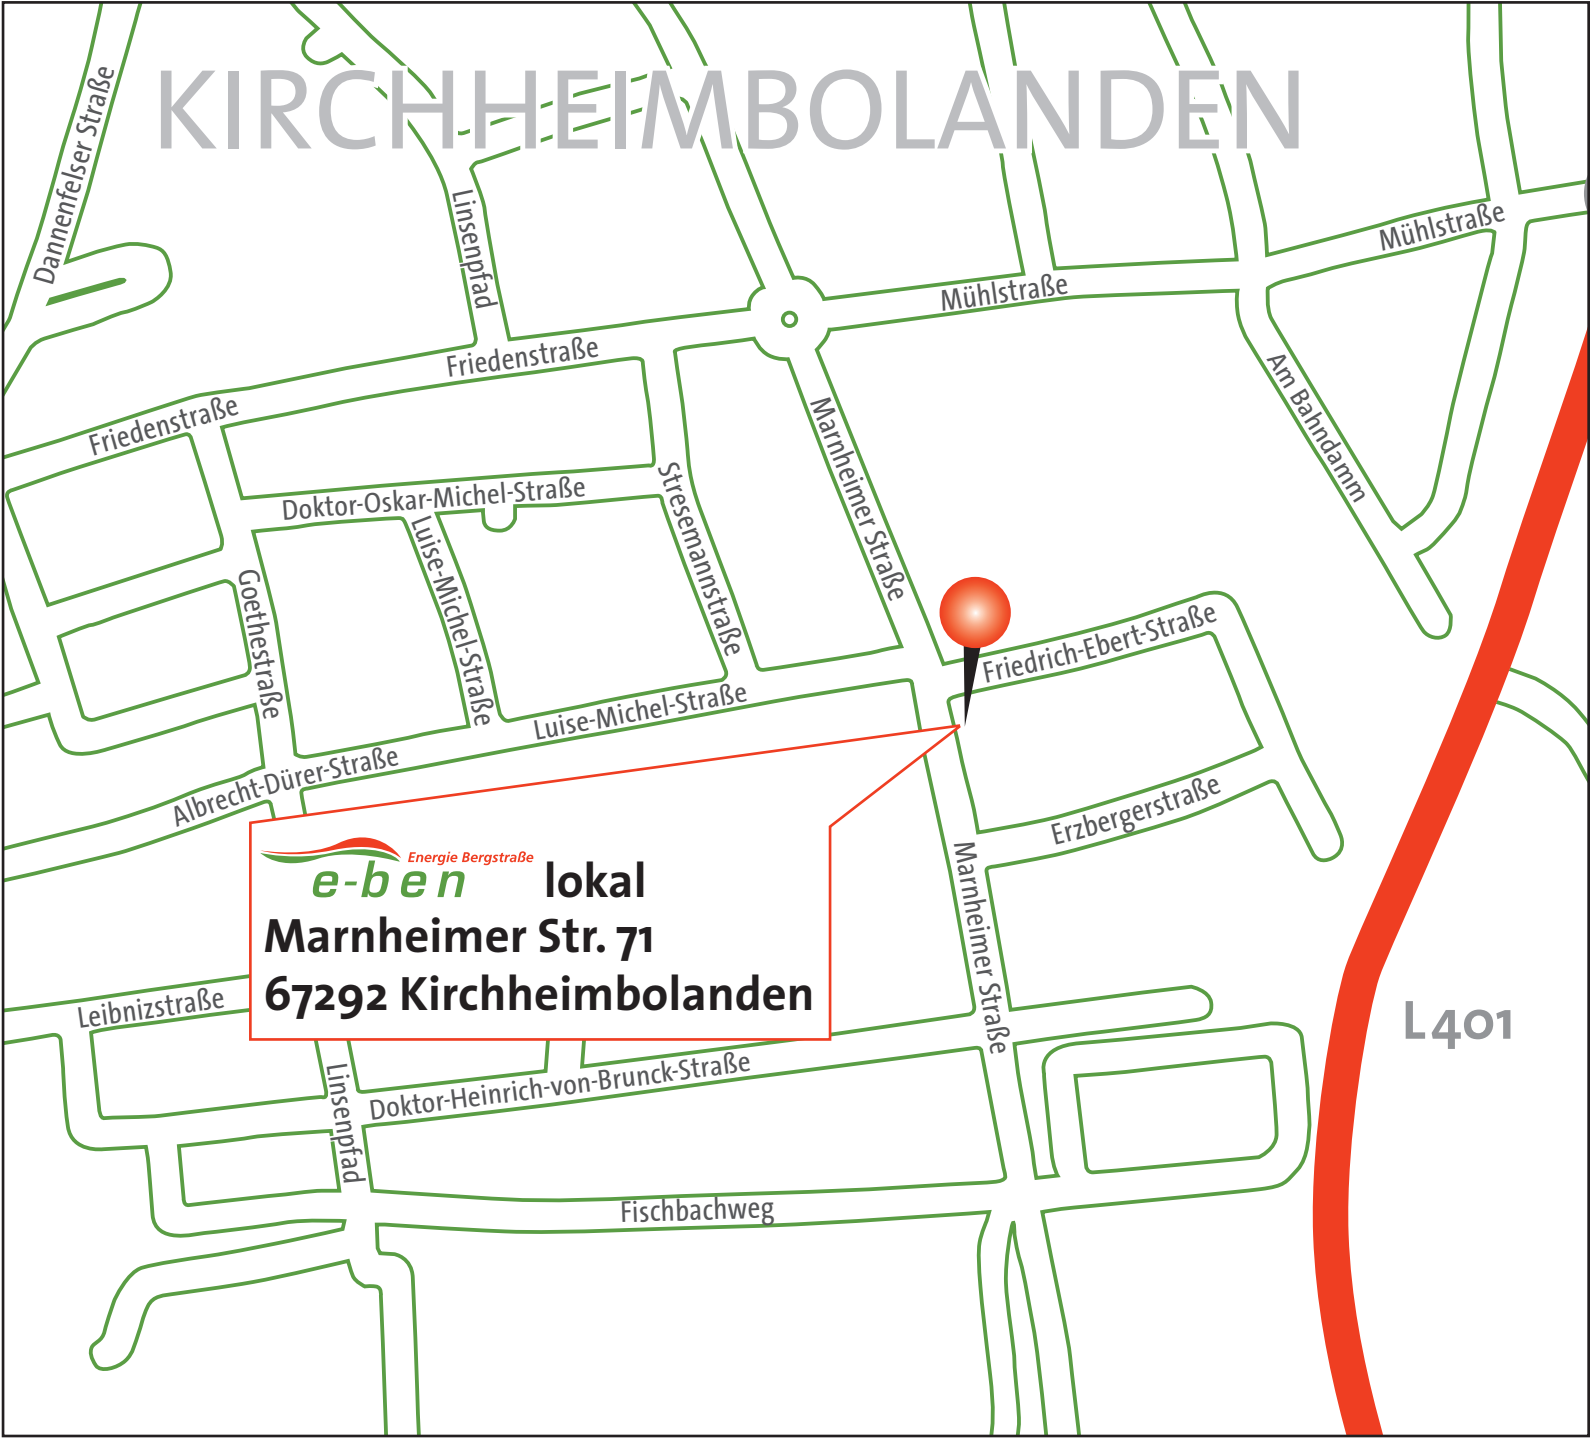 KIRCHHEIMBOLANDEN
Dannenfelser Straße
Linsenpfad
Mühlstraße
Mühlstraße
Friedenstraße
Friedenstraße
Am Bahndamm
Marnheimer Straße
Stresemannstraße
Doktor-Oskar-Michel-Straße
Luise-Michel-Straße
Goethestraße
Friedrich-Ebert-Straße
Luise-Michel-Straße
Albrecht-Dürer-Straße
Erzbergerstraße
Energie Bergstraße
e-ben lokal
Marnheimer Str. 71
67292 Kirchheimbolanden
Marnheimer Straße
Leibnizstraße
L401
Linsenpfad
Doktor-Heinrich-von-Brunck-Straße
Fischbachweg